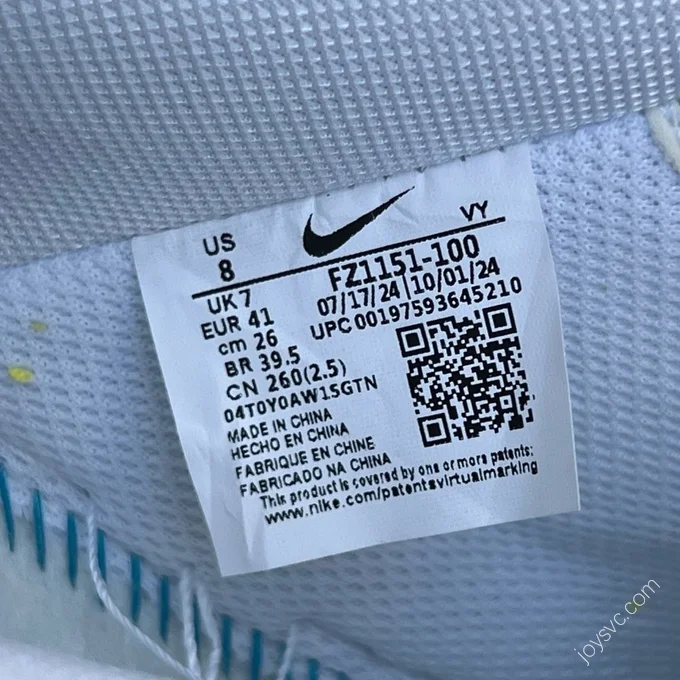 US
8
VY
FZ1151-100
UK 7
07/17/24|10/01/24
EUR 41
UPC 00197593645210
cm 26
BR 39.5
CN 260(2.5)
04T0Y0AW15GTN
MADE IN CHINA
HECHO EN CHINA
FABRIQUE EN CHINE
FABRICADO NA CHINA
This product is covered by one or more patents:
www.nike.com/patentsvirtualmarking
joysvc.com